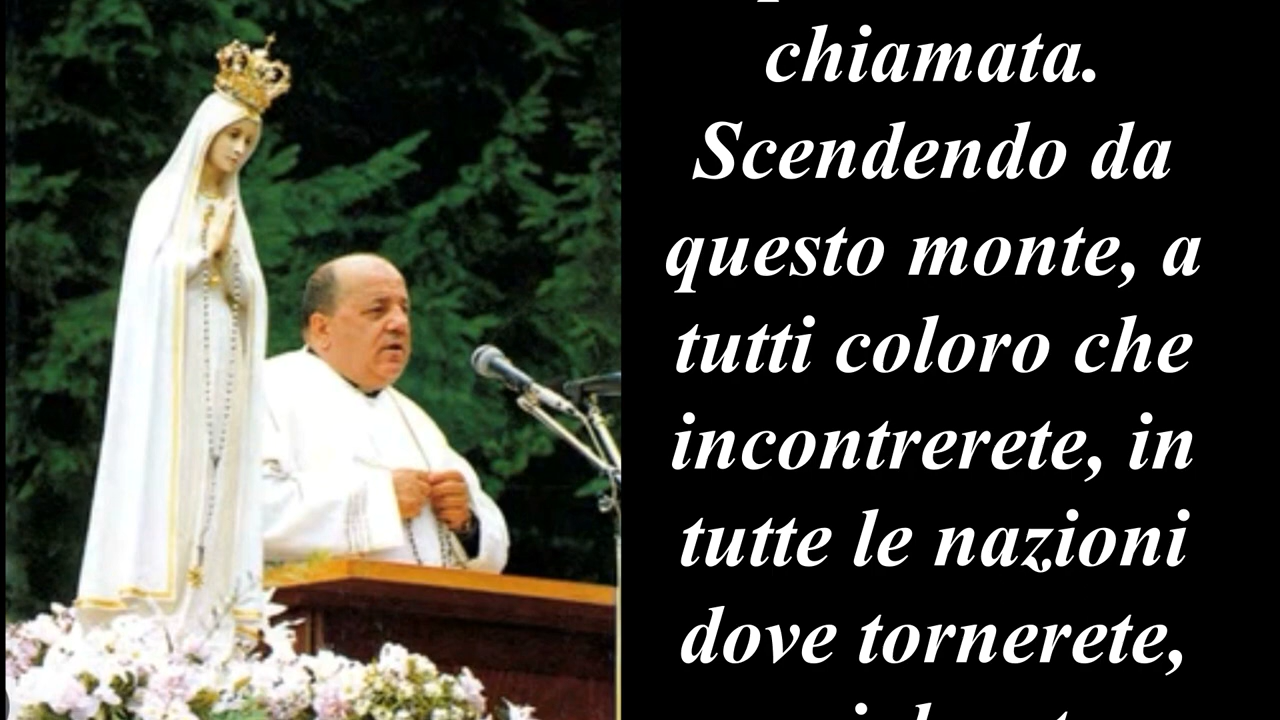 chiamata.
Scendendo da
questo monte, a
tutti coloro che
incontrerete, in
tutte le nazioni
dove tornerete,